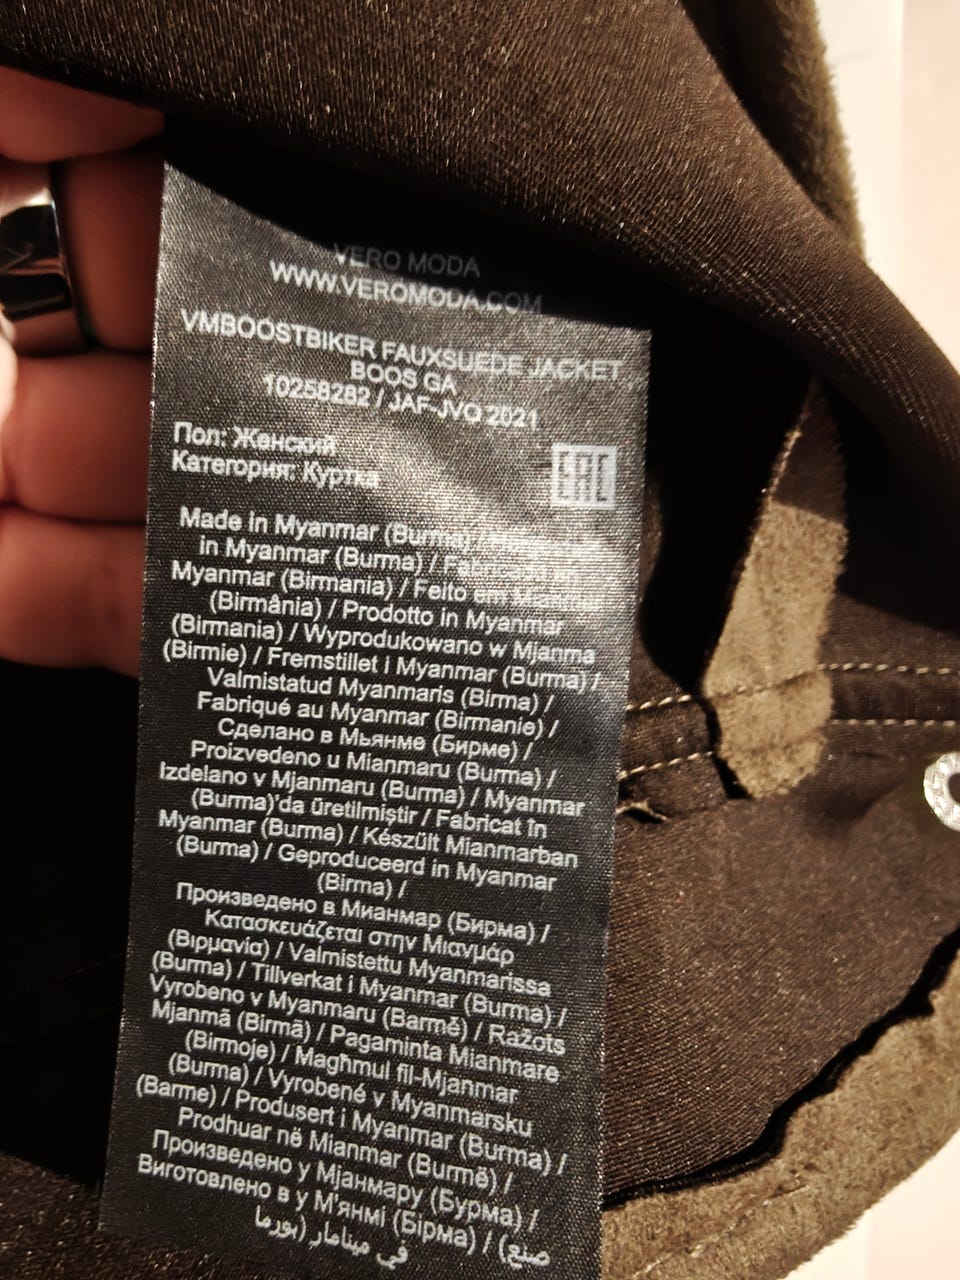 VERO MODA
WWW.VEROMODA.COM
VMBOOSTBIKER FAUXSUEDE JACKET
BOOS GA
10258282 / JAF-JVO 2021
Пол: Женский
Категория: Куртка
EAC
Made in Myanmar (Burma) /
in Myanmar (Burma) / Fabricado en
Myanmar (Birmania) / Feito em Mianmar
(Birmânia) / Prodotto in Myanmar
(Birmania) / Wyprodukowano w Mjanma
(Birmie) / Fremstillet i Myanmar (Burma) /
Valmistatud Myanmaris (Birma) /
Fabriqué au Myanmar (Birmanie) /
Сделано в Мьянме (Бирме) /
Proizvedeno u Mianmaru (Burma) /
Izdelano v Mjanmaru (Burma) / Myanmar
(Burma)'da üretilmiştir / Fabricat în
Myanmar (Burma) / Készült Mianmarban
(Burma) / Geproduceerd in Myanmar
(Birma) /
Произведено в Мианмар (Бирма) /
Κατασκευάζεται στην Μιανμάρ
(Βιρμανία) / Valmistettu Myanmarissa
(Burma) / Tillverkat i Myanmar (Burma) /
Vyrobeno v Myanmaru (Barmě) / Ražots
Mjanmā (Birmā) / Pagaminta Mianmare
(Birmoje) / Magħmul fil-Mjanmar
(Burma) / Vyrobené v Myanmarsku
(Barme) / Produsert i Myanmar (Burma) /
Prodhuar në Mianmar (Burmë) /
Произведено у Мјанмару (Бурма) /
Виготовлено в у М'янмі (Бірма) / (صنع
في مينامار (بورما